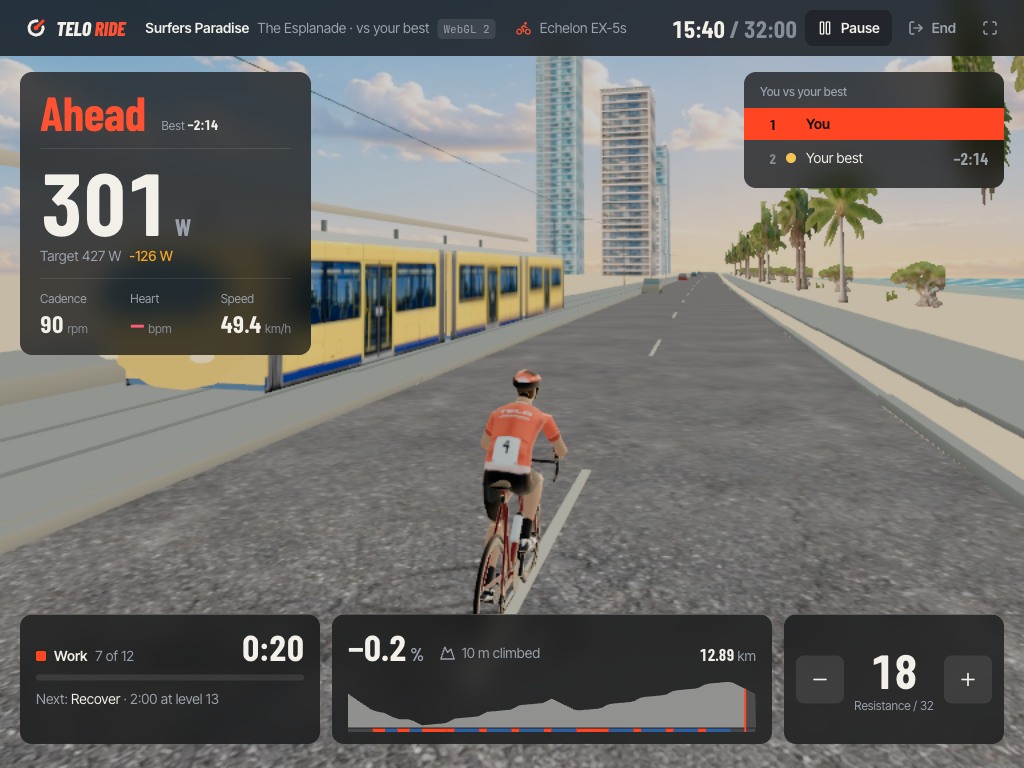 TELO RIDE Surfers Paradise The Esplanade · vs your best WebGL 2 Echelon EX-5s 15:40 / 32:00 Pause End
Ahead Best −2:14
301 W
Target 427 W -126 W
Cadence Heart Speed
90 rpm – bpm 49.4 km/h
You vs your best
1 You
2 Your best −2:14
TELO
4
Work 7 of 12 0:20
Next: Recover · 2:00 at level 13
−0.2 % 10 m climbed 12.89 km
− 18 +
Resistance / 32